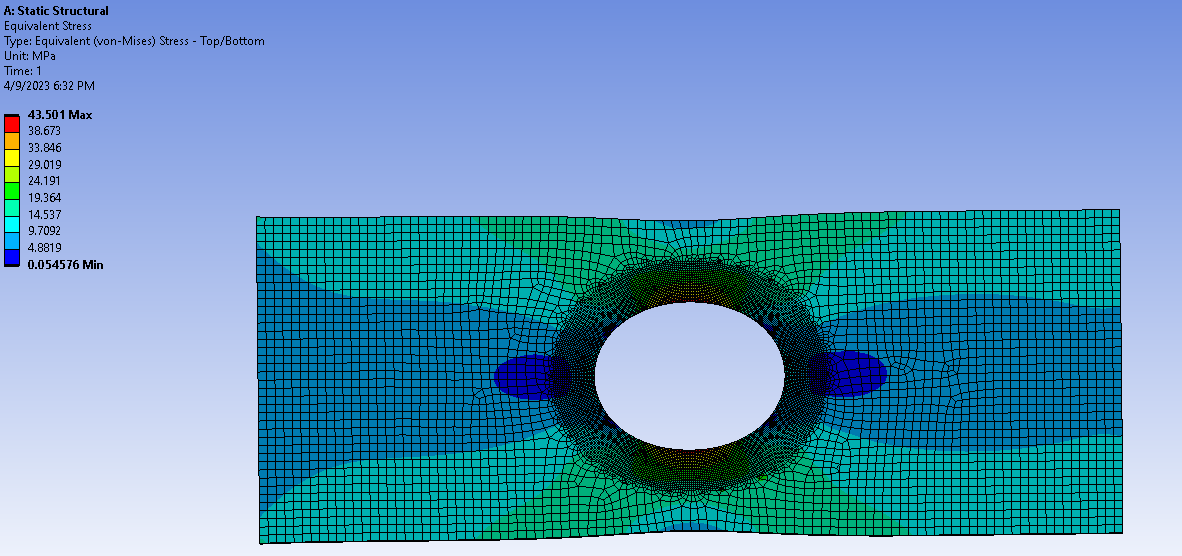 A: Static Structural
Equivalent Stress
Type: Equivalent (von-Mises) Stress - Top/Bottom
Unit: MPa
Time: 1
4/9/2023 6:32 PM
43.501 Max
38.673
33.846
29.019
24.191
19.364
14.537
9.7092
4.8819
0.054576 Min